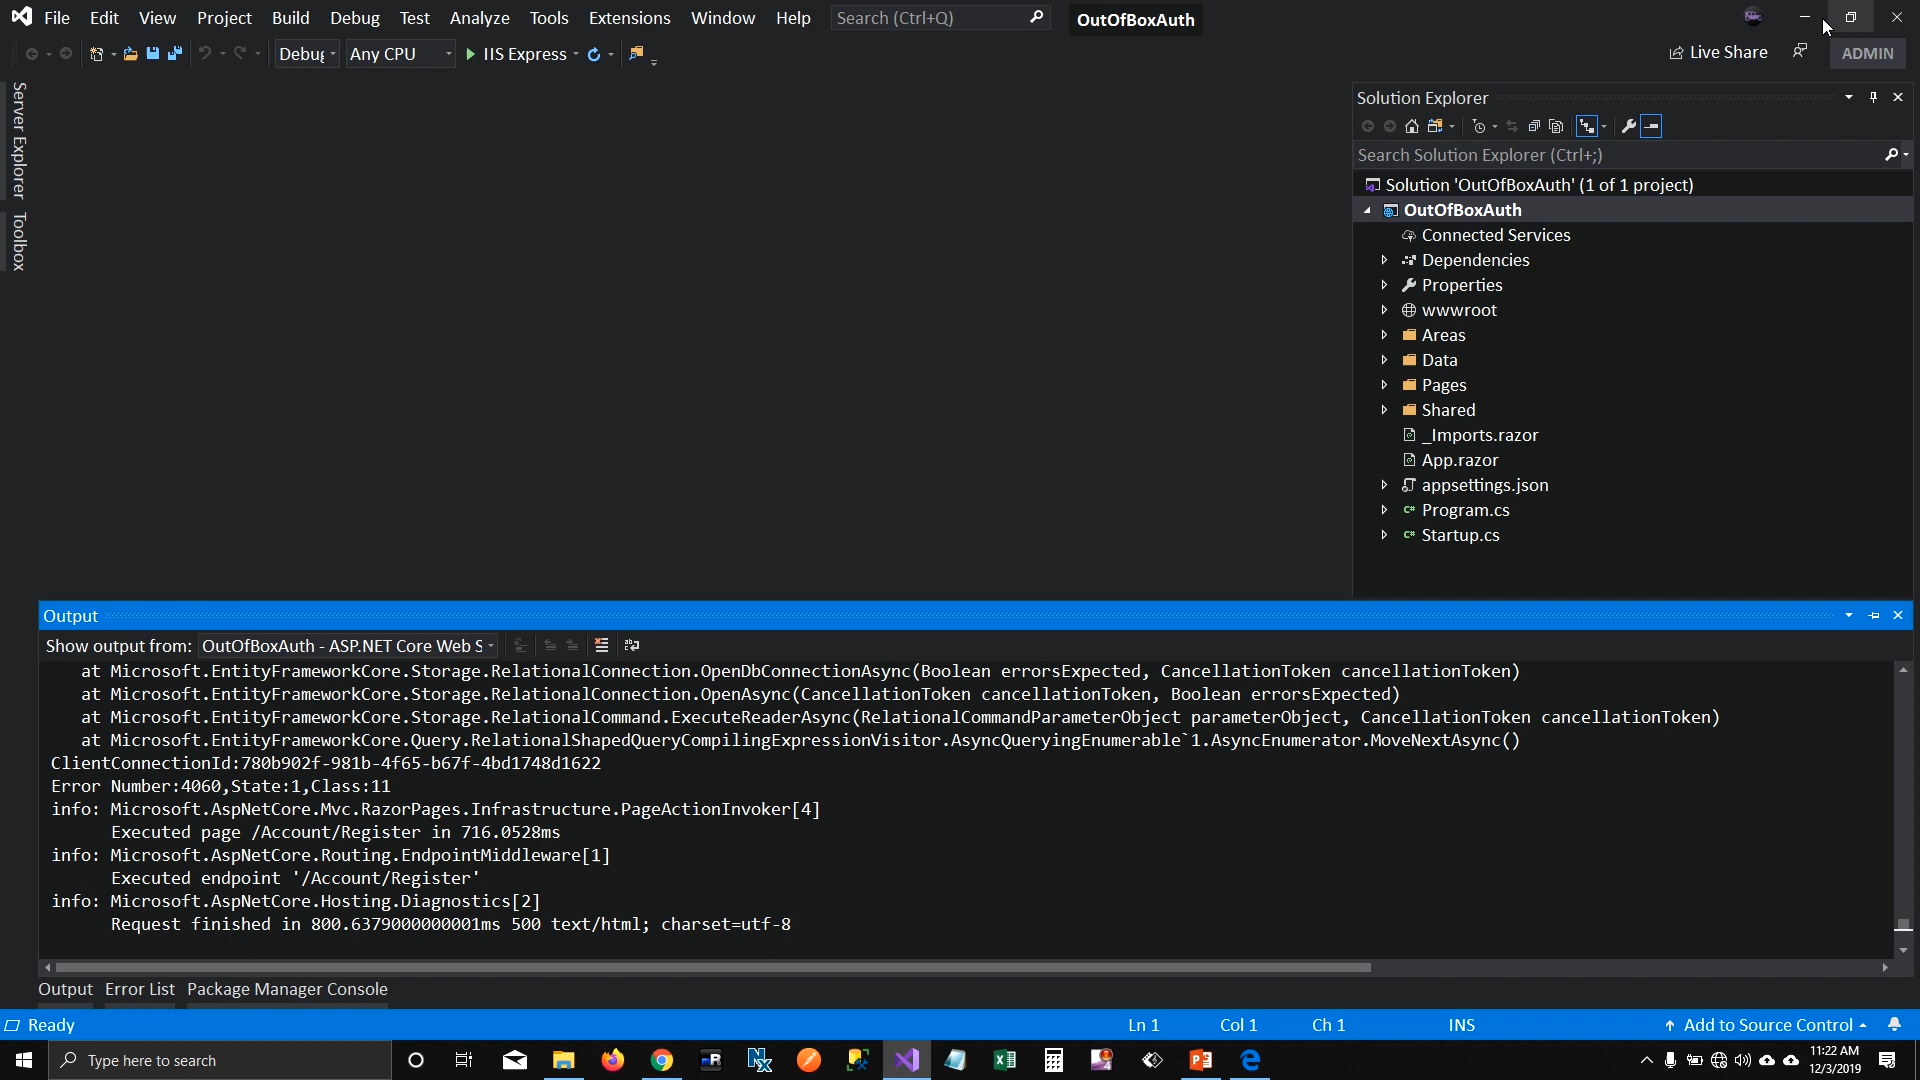 File Edit View Project Build Debug Test Analyze Tools Extensions Window Help Search (Ctrl+Q) OutOfBoxAuth
Debug Any CPU IIS Express Live Share ADMIN
Server Explorer
Toolbox
Solution Explorer
Search Solution Explorer (Ctrl+;)
Solution 'OutOfBoxAuth' (1 of 1 project)
OutOfBoxAuth
Connected Services
Dependencies
Properties
wwwroot
Areas
Data
Pages
Shared
_Imports.razor
App.razor
appsettings.json
C# Program.cs
C# Startup.cs
Output
Show output from: OutOfBoxAuth - ASP.NET Core Web S
at Microsoft.EntityFrameworkCore.Storage.RelationalConnection.OpenDbConnectionAsync(Boolean errorsExpected, CancellationToken cancellationToken)
at Microsoft.EntityFrameworkCore.Storage.RelationalConnection.OpenAsync(CancellationToken cancellationToken, Boolean errorsExpected)
at Microsoft.EntityFrameworkCore.Storage.RelationalCommand.ExecuteReaderAsync(RelationalCommandParameterObject parameterObject, CancellationToken cancellationToken)
at Microsoft.EntityFrameworkCore.Query.RelationalShapedQueryCompilingExpressionVisitor.AsyncQueryingEnumerable`1.AsyncEnumerator.MoveNextAsync()
ClientConnectionId:780b902f-981b-4f65-b67f-4bd1748d1622
Error Number:4060,State:1,Class:11
info: Microsoft.AspNetCore.Mvc.RazorPages.Infrastructure.PageActionInvoker[4]
Executed page /Account/Register in 716.0528ms
info: Microsoft.AspNetCore.Routing.EndpointMiddleware[1]
Executed endpoint '/Account/Register'
info: Microsoft.AspNetCore.Hosting.Diagnostics[2]
Request finished in 800.6379000000001ms 500 text/html; charset=utf-8
Output Error List Package Manager Console
Ready Ln 1 Col 1 Ch 1 INS Add to Source Control
Type here to search
11:22 AM
12/3/2019